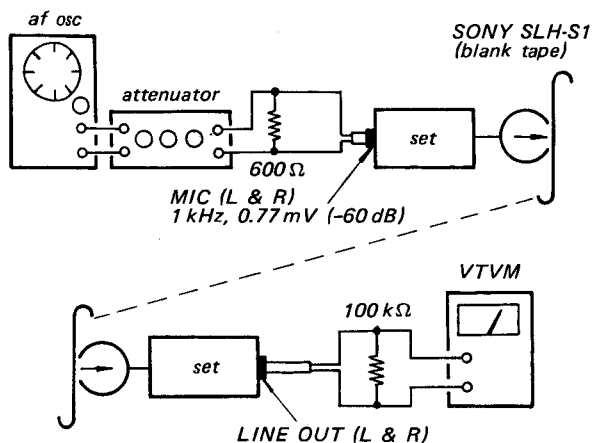 af osc
SONY SLH-S1
(blank tape)
attenuator
set
600 Ω
MIC (L & R)
1 kHz, 0.77 mV (-60 dB)
VTVM
100 kΩ
set
LINE OUT (L & R)